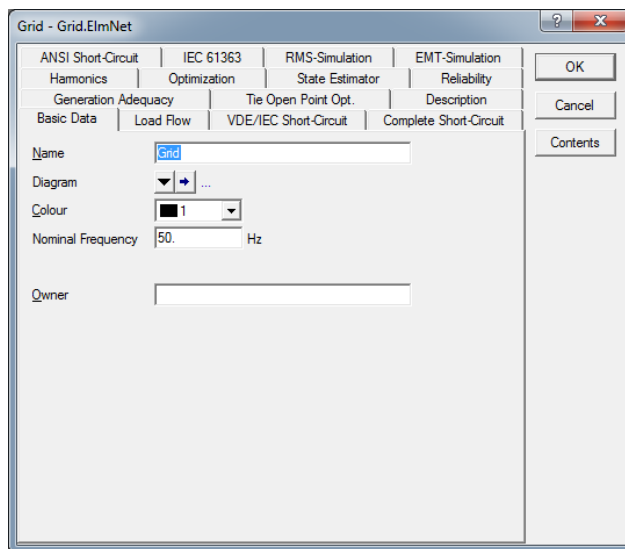 Grid - Grid.ElmNet
?
ANSI Short-Circuit IEC 61363 RMS-Simulation EMT-Simulation
OK
Harmonics Optimization State Estimator Reliability
Generation Adequacy Tie Open Point Opt. Description
Cancel
Basic Data Load Flow VDE/IEC Short-Circuit Complete Short-Circuit
Contents
Name Grid
Diagram ...
Colour 1
Nominal Frequency 50. Hz
Owner